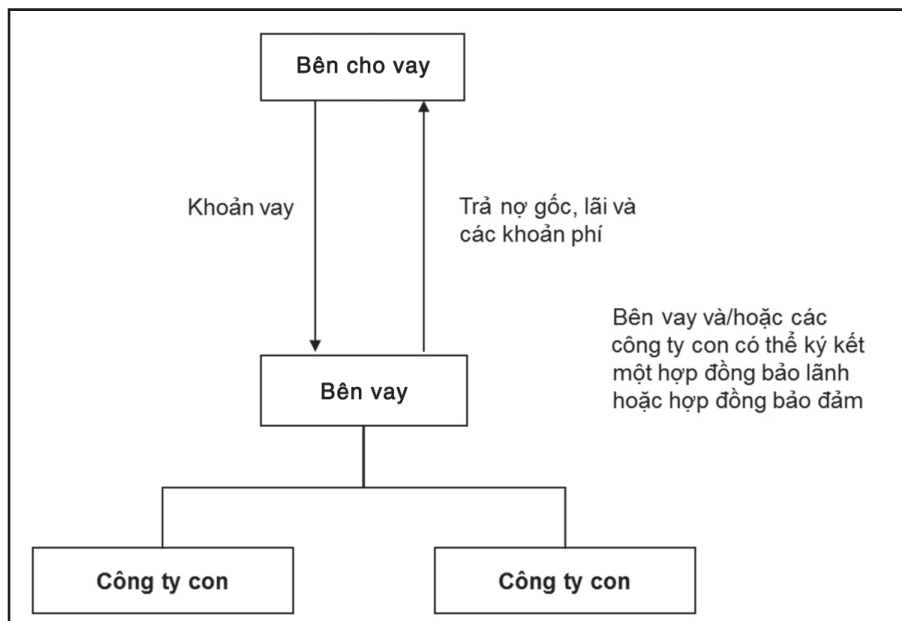 Bên cho vay
Khoản vay
Trả nợ gốc, lãi và
các khoản phí
Bên vay và/hoặc các
công ty con có thể ký kết
một hợp đồng bảo lãnh
hoặc hợp đồng bảo đảm
Bên vay
Công ty con
Công ty con